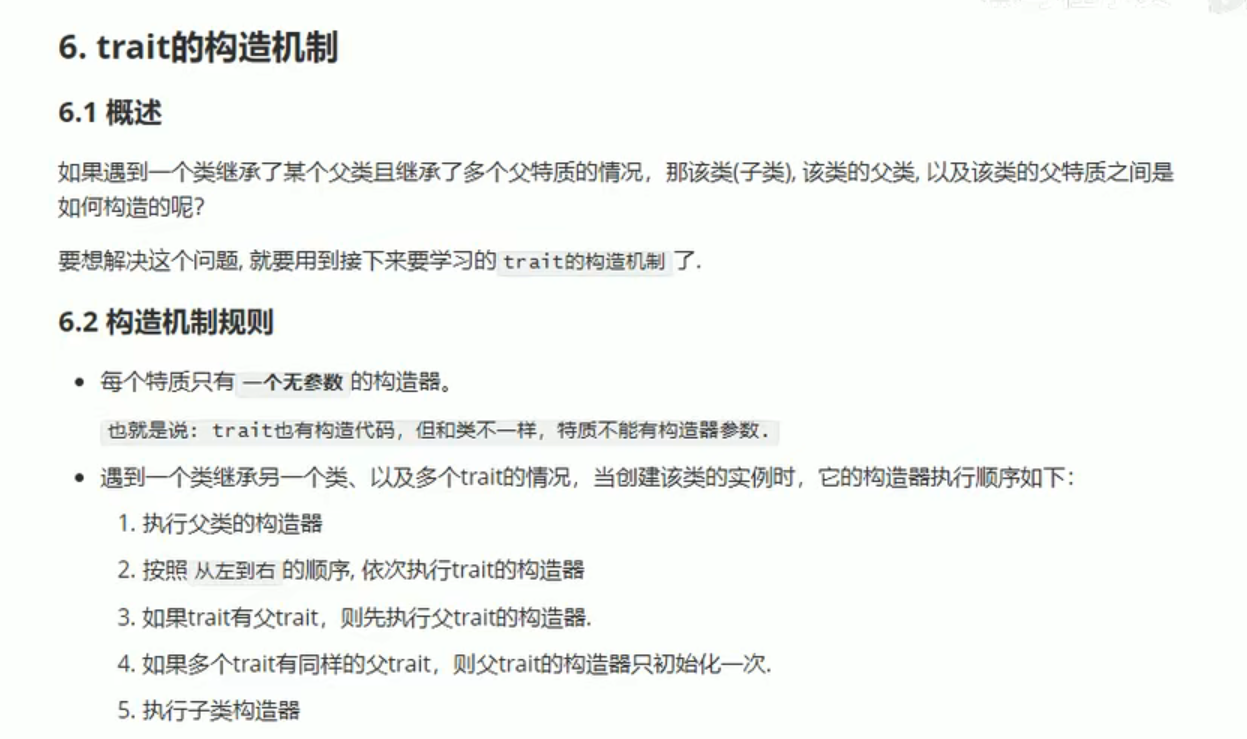 6. trait的构造机制
6.1 概述
如果遇到一个类继承了某个父类且继承了多个父特质的情况，那该类(子类), 该类的父类, 以及该类的父特质之间是
如何构造的呢?
要想解决这个问题, 就要用到接下来要学习的 trait的构造机制 了.
6.2 构造机制规则
• 每个特质只有 一个无参数 的构造器。
也就是说：trait也有构造代码，但和类不一样，特质不能有构造器参数.
• 遇到一个类继承另一个类、以及多个trait的情况，当创建该类的实例时，它的构造器执行顺序如下：
1. 执行父类的构造器
2. 按照 从左到右 的顺序, 依次执行trait的构造器
3. 如果trait有父trait，则先执行父trait的构造器.
4. 如果多个trait有同样的父trait，则父trait的构造器只初始化一次.
5. 执行子类构造器